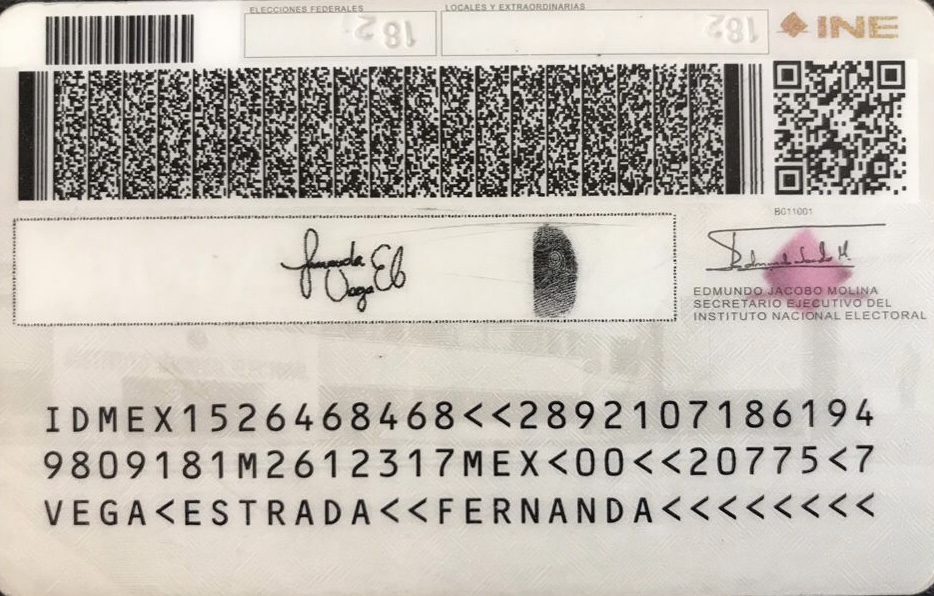 ELECCIONES FEDERALES
LOCALES Y EXTRAORDINARIAS
INE
BG11001
EDMUNDO JACOBO MOLINA
SECRETARIO EJECUTIVO DEL
INSTITUTO NACIONAL ELECTORAL
IDMEX1526468468<<2892107186194
9809181M2612317MEX<00<<20775<7
VEGA<ESTRADA<<FERNANDA<<<<<<<<